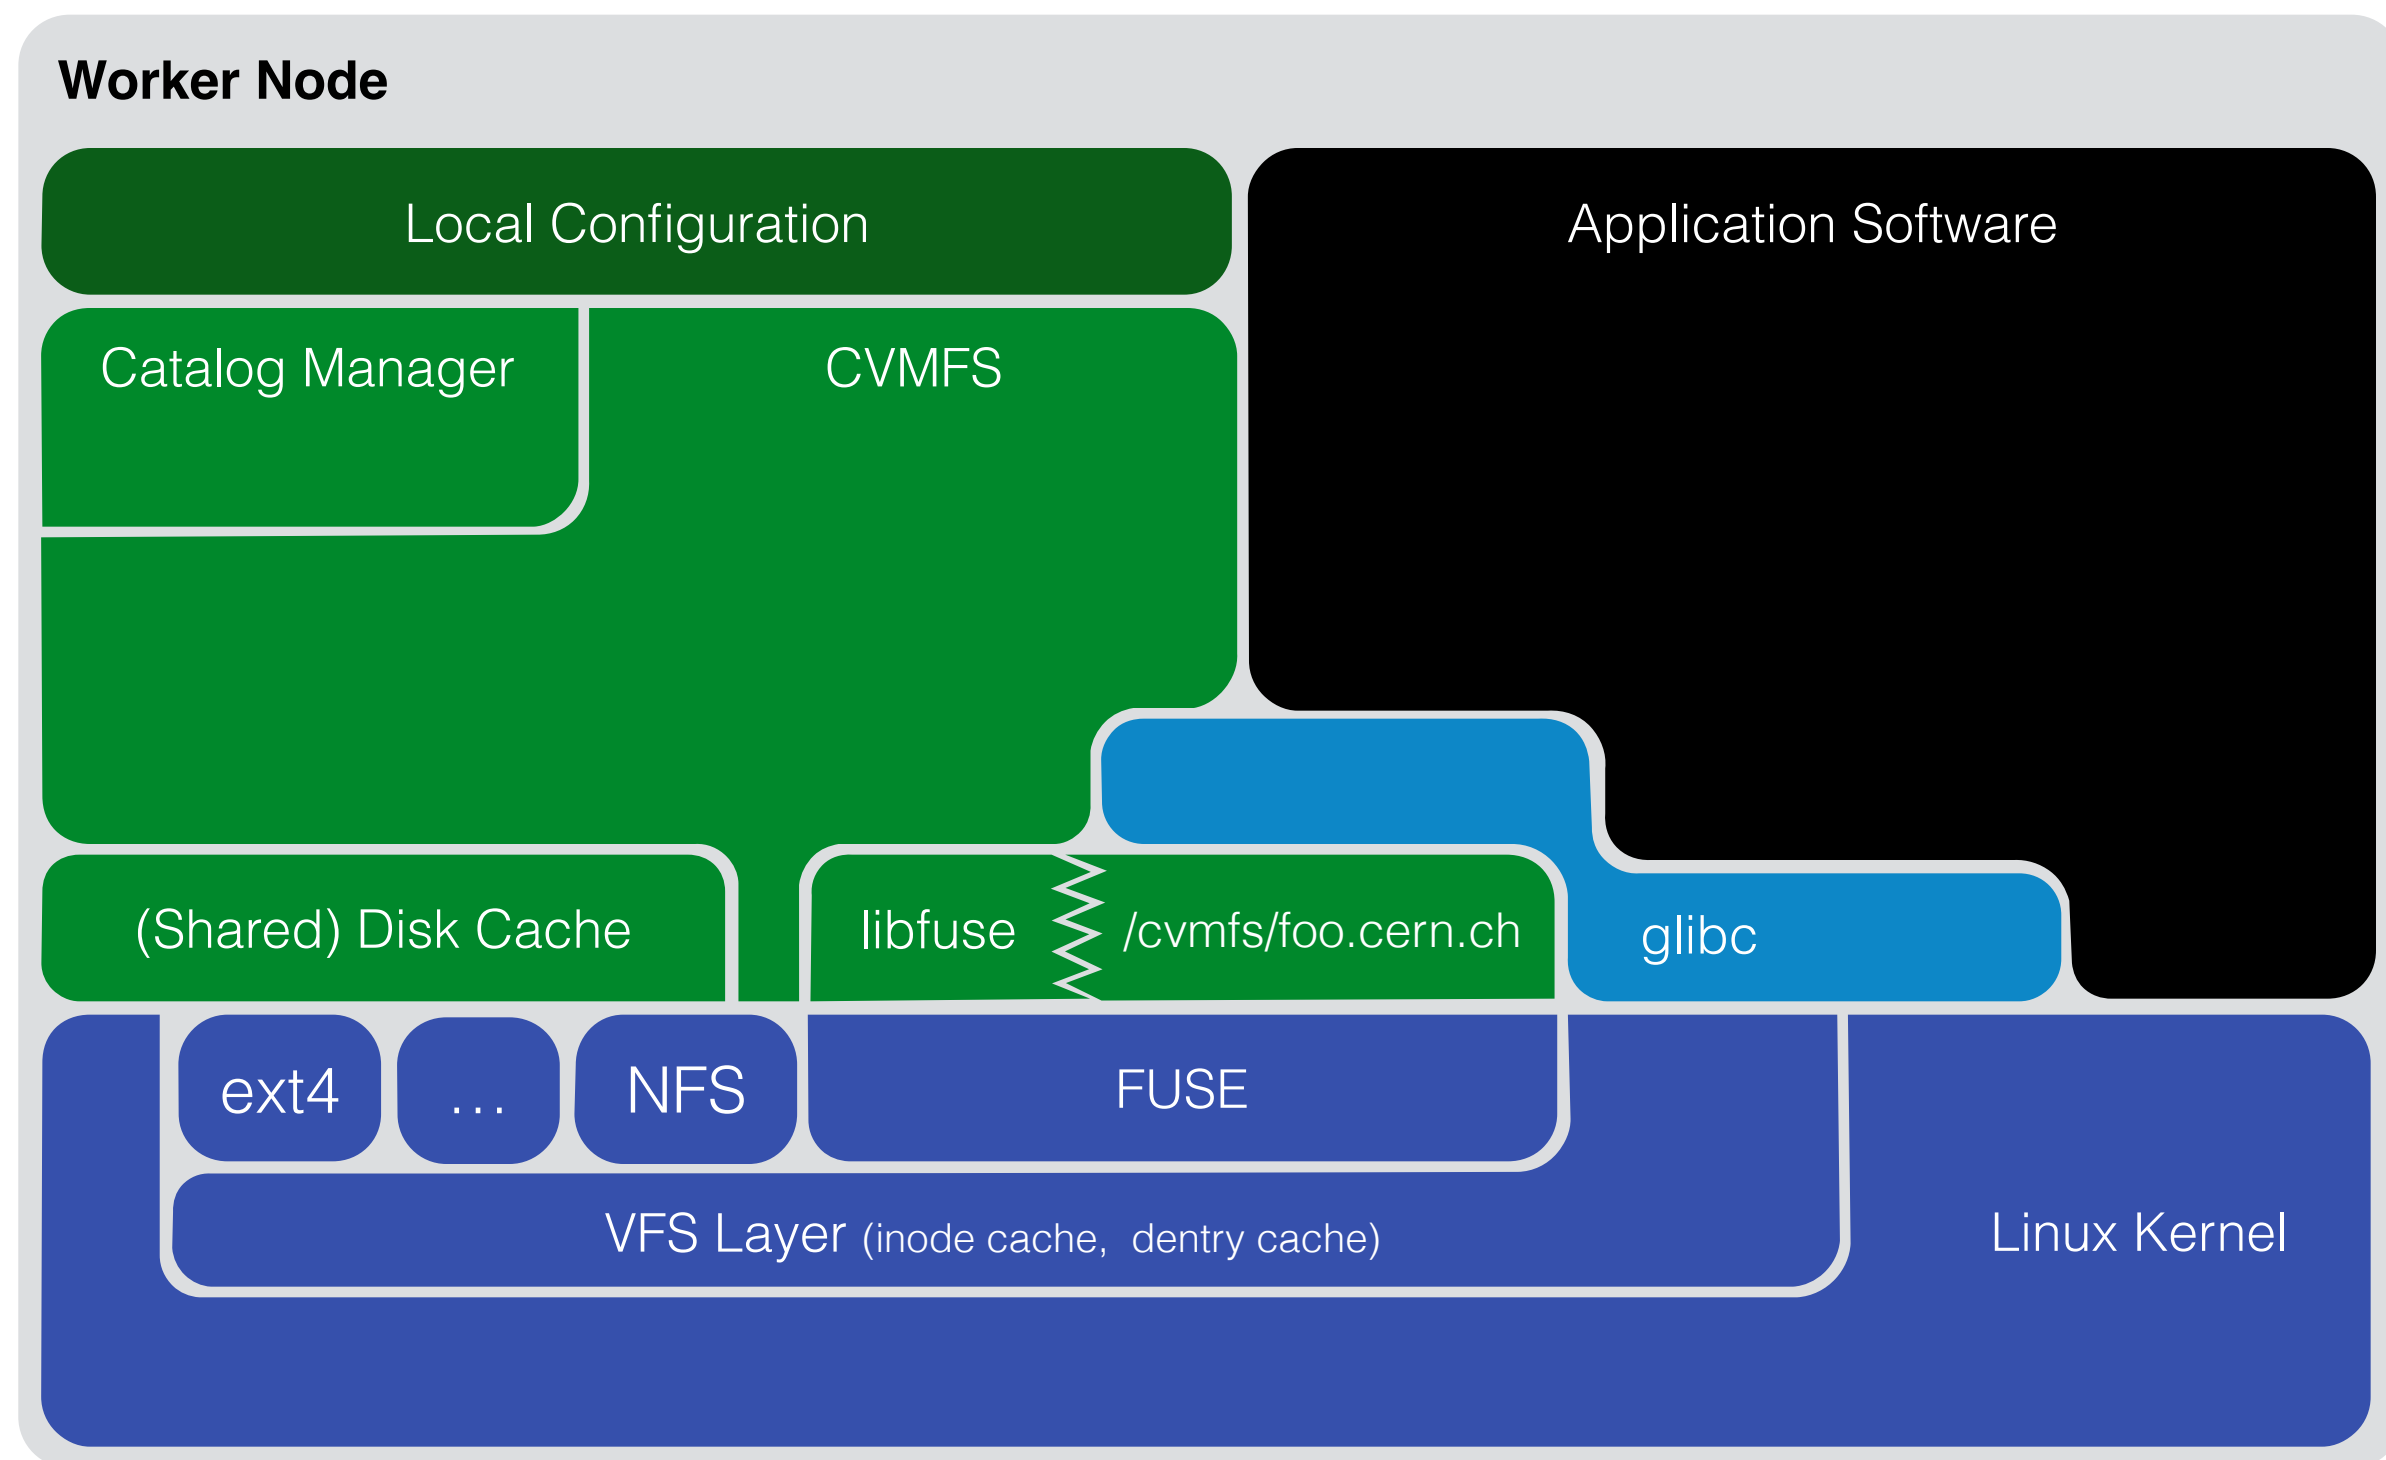 Worker Node
Local Configuration
Application Software
Catalog Manager
CVMFS
(Shared) Disk Cache
libfuse
/cvmfs/foo.cern.ch
glibc
ext4
...
NFS
FUSE
VFS Layer (inode cache, dentry cache)
Linux Kernel